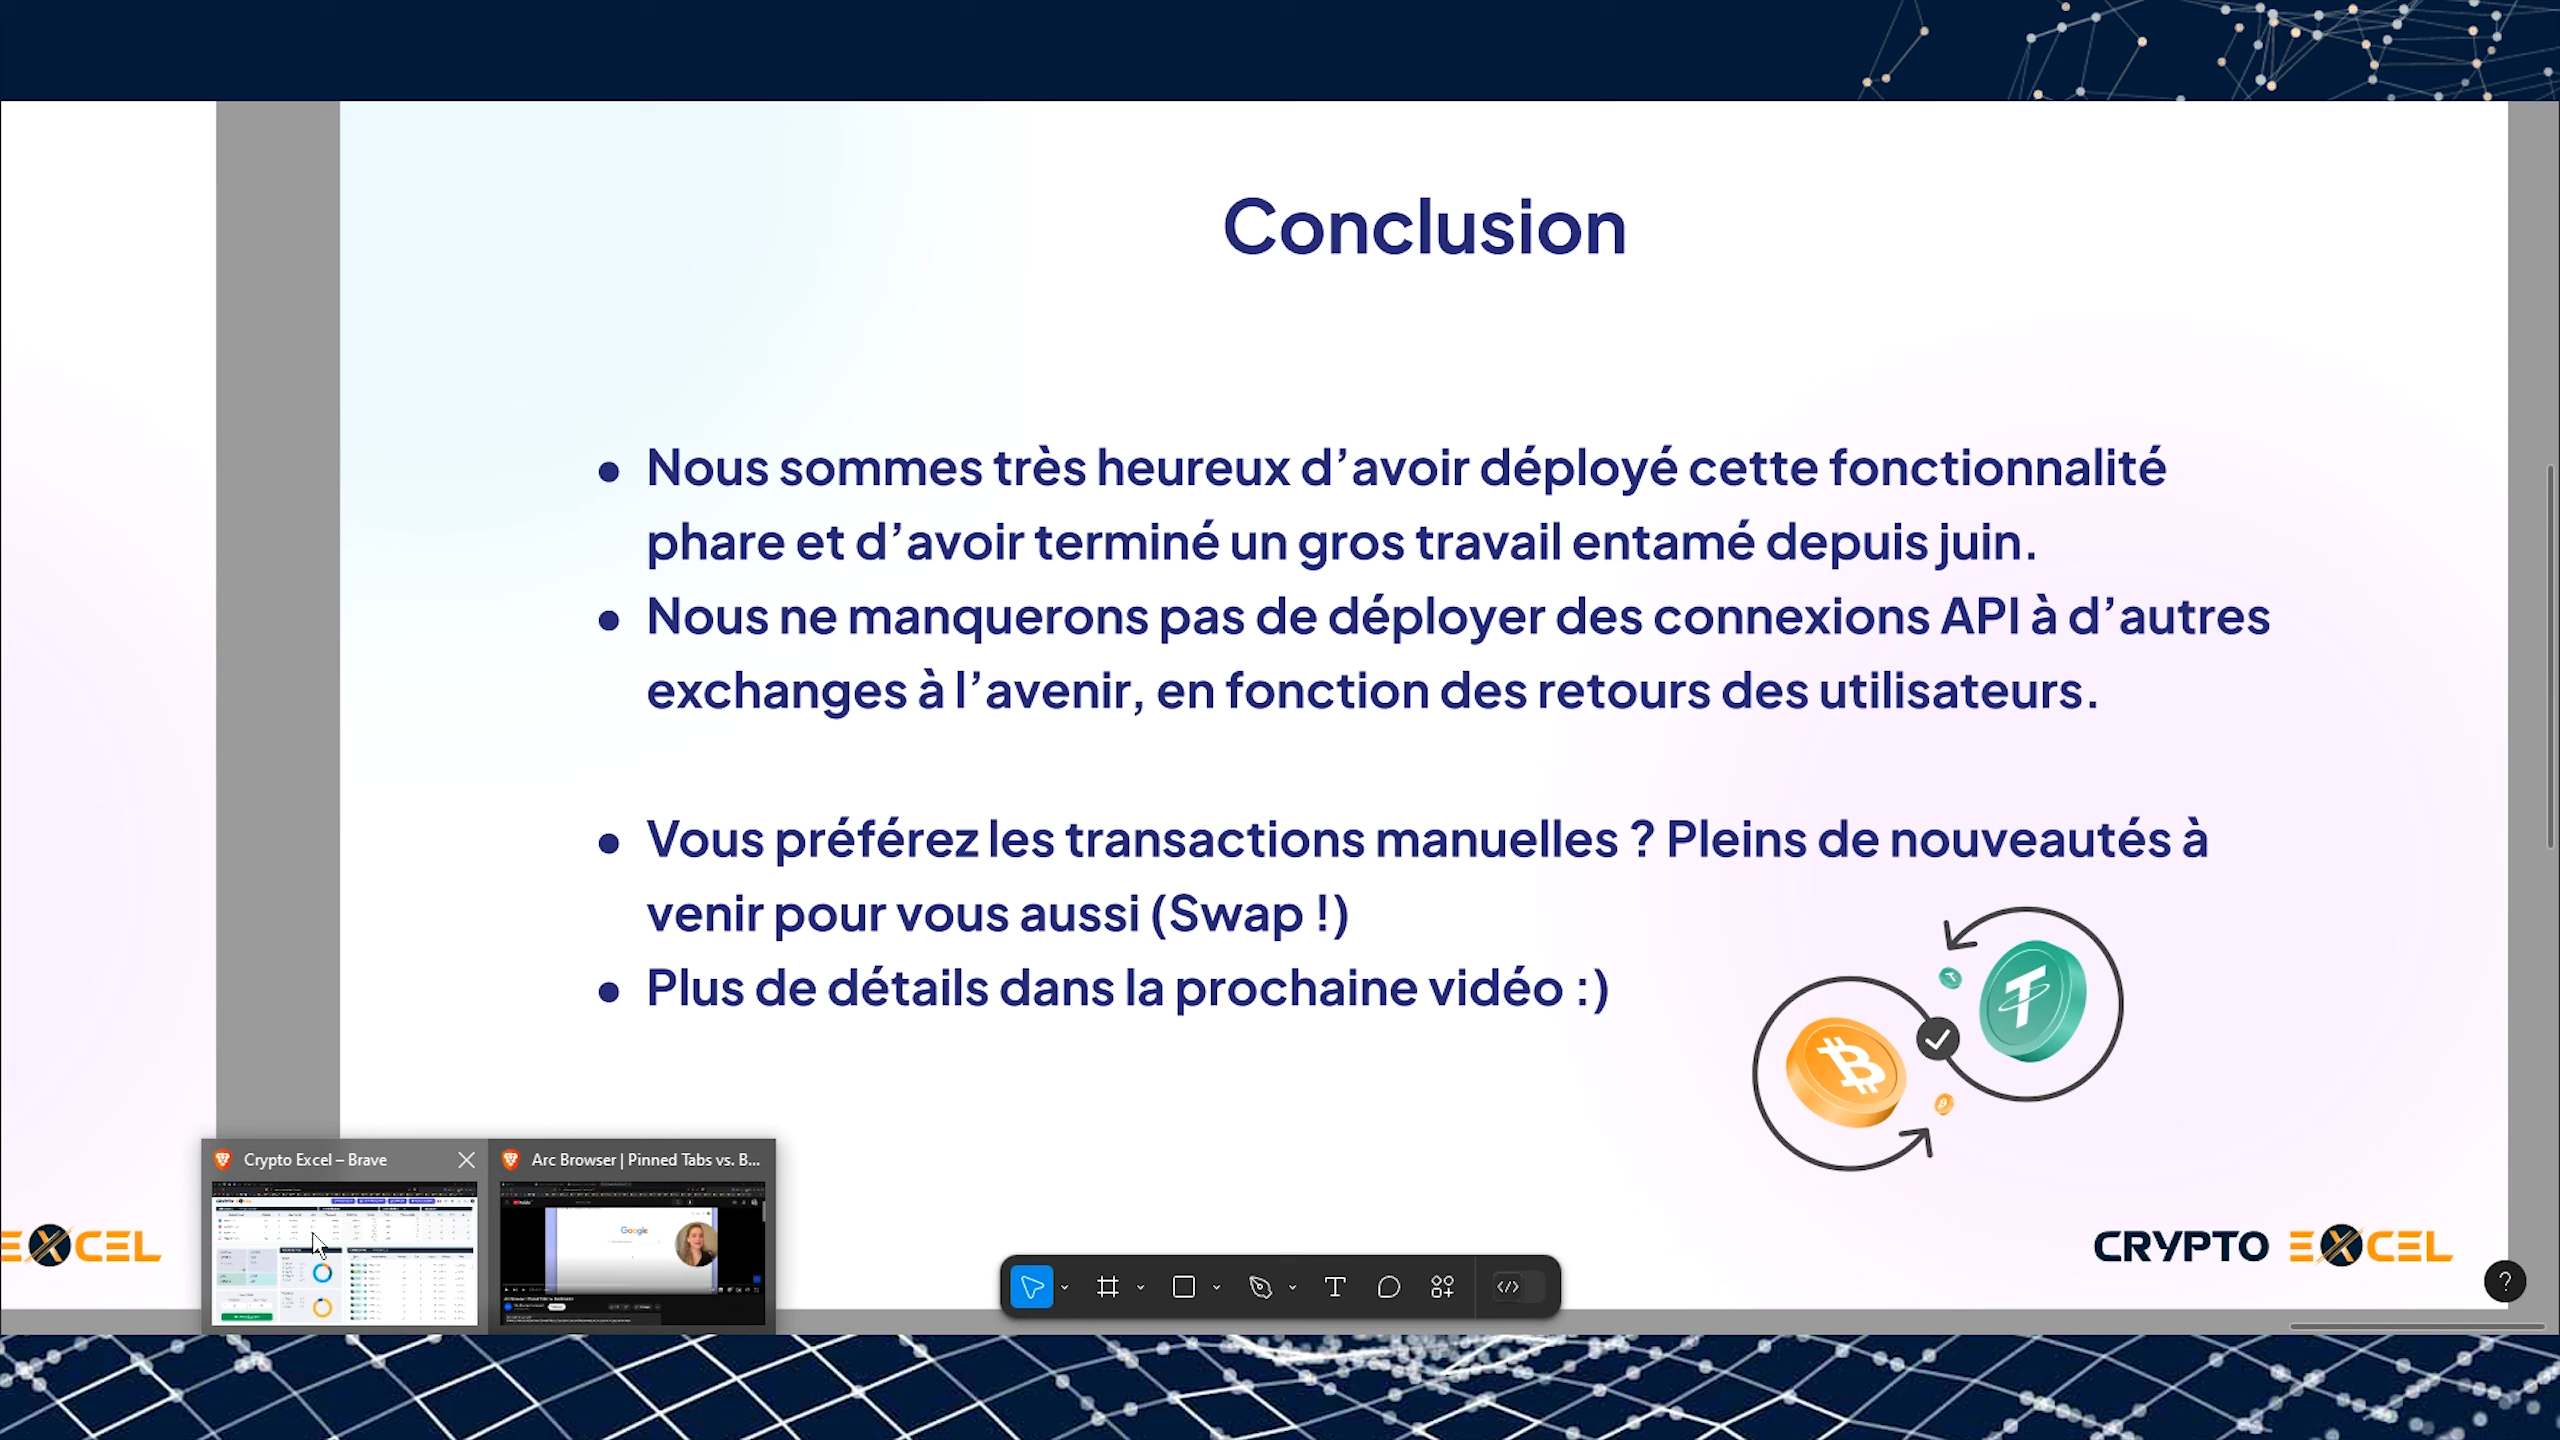 Conclusion
• Nous sommes très heureux d’avoir déployé cette fonctionnalité
phare et d’avoir terminé un gros travail entamé depuis juin.
• Nous ne manquerons pas de déployer des connexions API à d’autres
exchanges à l’avenir, en fonction des retours des utilisateurs.
• Vous préférez les transactions manuelles ? Pleins de nouveautés à
venir pour vous aussi (Swap !)
• Plus de détails dans la prochaine vidéo :)
Crypto Excel – Brave
Arc Browser | Pinned Tabs vs. B...
Google
EXCEL
CRYPTO EXCEL
?